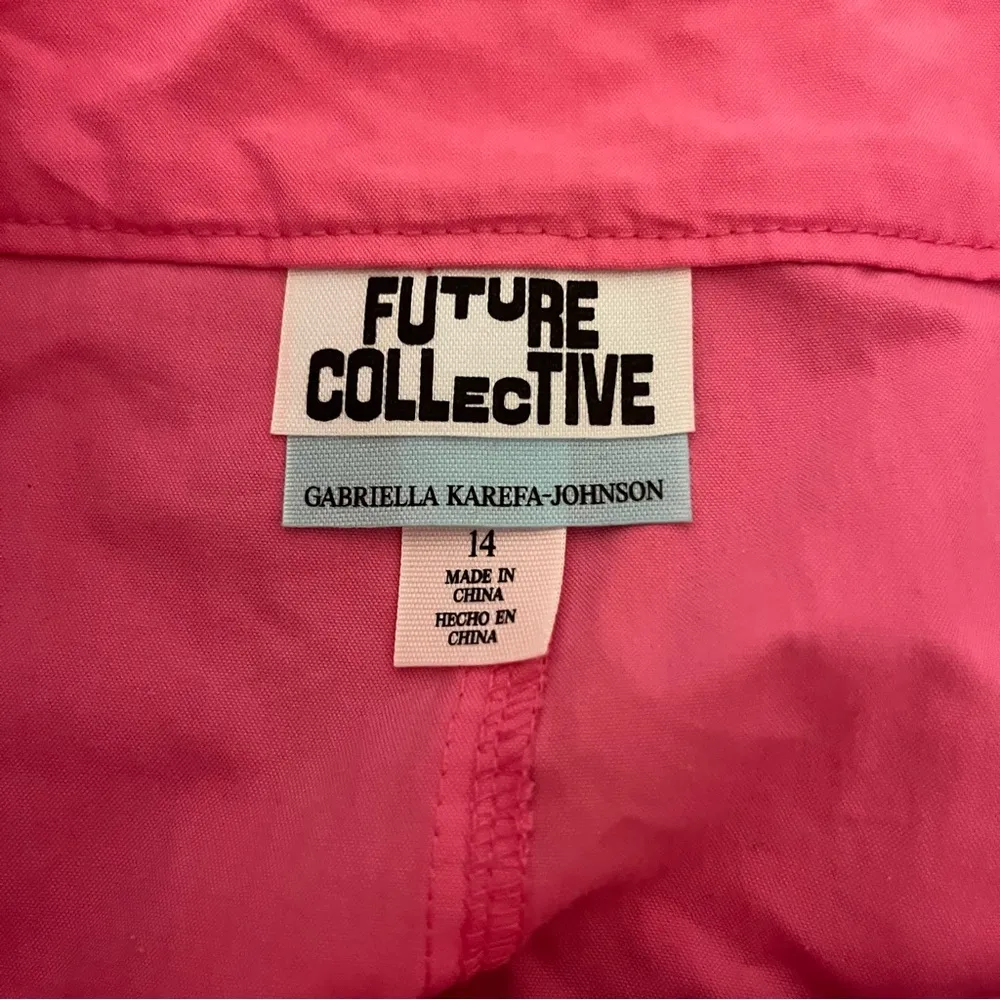 FUTURE
COLLECTIVE
GABRIELLA KAREFA-JOHNSON
14
MADE IN
CHINA
HECHO EN
CHINA